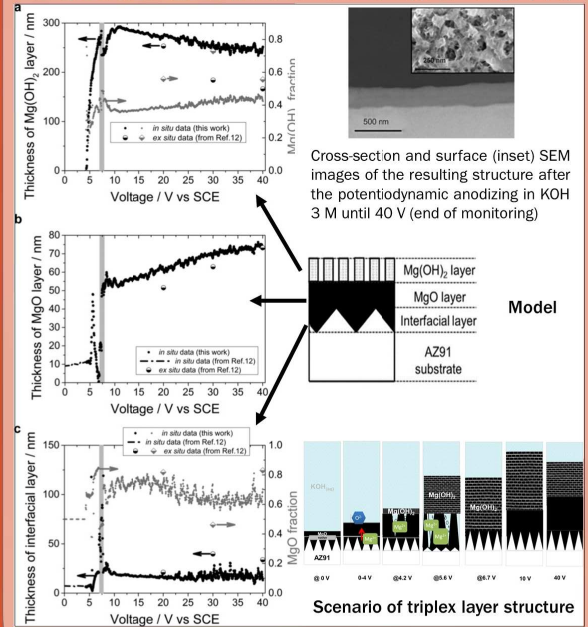 a
Thickness of Mg(OH)₂ layer / nm
300
200
100
0
0 5 10 15 20 25 30 35 40
Voltage / V vs SCE
1.0
0.8
0.6
0.4
0.2
0.0
Mg(OH)₂ fraction
in situ data (this work)
ex situ data (from Ref.12)
250 nm
500 nm
Cross-section and surface (inset) SEM
images of the resulting structure after
the potentiodynamic anodizing in KOH
3 M until 40 V (end of monitoring)
b
Thickness of MgO layer / nm
80
70
60
50
40
30
20
10
0
0 5 10 15 20 25 30 35 40
Voltage / V vs SCE
in situ data (this work)
in situ data (from Ref.12)
ex situ data (from Ref.12)
Mg(OH)₂ layer
MgO layer
Interfacial layer
AZ91
substrate
Model
c
Thickness of interfacial layer / nm
150
125
100
75
50
25
0
0 5 10 15 20 25 30 35 40
Voltage / V vs SCE
1.0
0.8
0.6
0.4
0.2
0.0
MgO fraction
in situ data (this work)
in situ data (from Ref.12)
ex situ data (from Ref.12)
MgO
AZ91
Mg(OH)₂
Mg(OH)₂
Mg(OH)₂
@ 0 V 0-4 V @4.2 V @5.6 V @6.7 V 10 V 40 V
Scenario of triplex layer structure